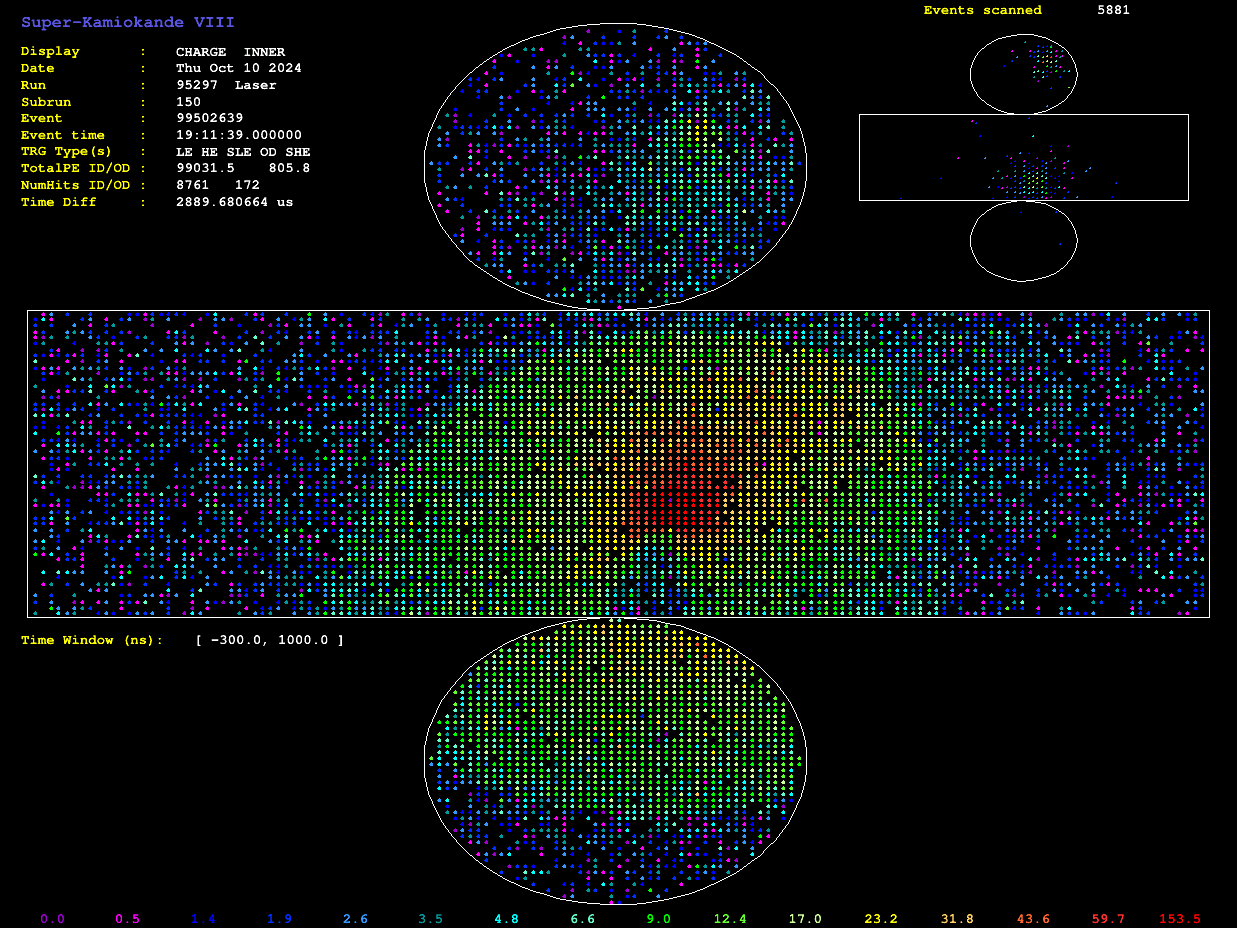 Super-Kamiokande VIII
Events scanned 5881
Display : CHARGE INNER
Date : Thu Oct 10 2024
Run : 95297 Laser
Subrun : 150
Event : 99502639
Event time : 19:11:39.000000
TRG Type(s) : LE HE SLE OD SHE
TotalPE ID/OD : 99031.5 805.8
NumHits ID/OD : 8761 172
Time Diff : 2889.680664 us
Time Window (ns): [ -300.0, 1000.0 ]
0.0 0.5 1.4 1.9 2.6 3.5 4.8 6.6 9.0 12.4 17.0 23.2 31.8 43.6 59.7 153.5